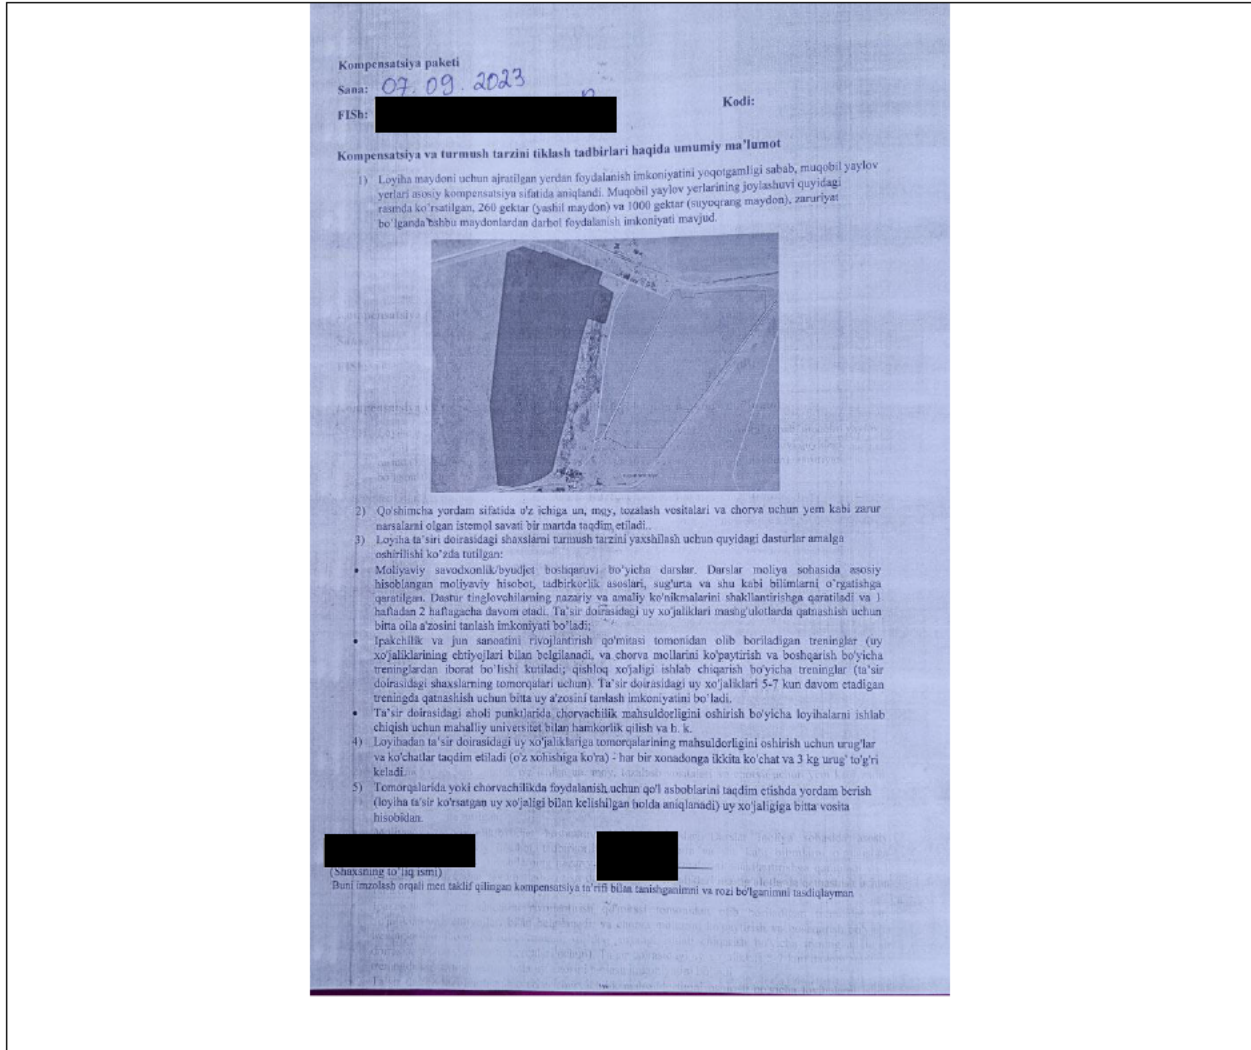 Kompensatsiya paketi
Sana: 07.09.2023
FISh:
Kodi:
Kompensatsiya va turmush tarzini tiklash tadbirlari haqida umumiy ma'lumot
1) Loyiha maydoni uchun ajratilgan yerdan foydalanish imkoniyatini yoqotgamligi sabab, muqobil yaylov
yerlari asosiy kompensatsiya sifatida aniqlandi. Muqobil yaylov yerlarining joylashuvi quyidagi
rasmda ko'rsatilgan, 260 gektar (yashil maydon) va 1000 gektar (suyoqrang maydon), zaruriyat
bo'lganda ushbu maydonlardan darhol foydalanish imkoniyati mavjud.
2) Qo'shimcha yordam sifatida o'z ichiga un, moy, tozalash vositalari va chorva uchun yem kabi zarur
narsalarni olgan istemol savati bir martda taqdim etiladi..
3) Loyiha ta'siri doirasidagi shaxslarni turmush tarzini yaxshilash uchun quyidagi dasturlar amalga
oshirilishi ko'zda tutilgan:
• Moliyaviy savodxonlik/byudjet boshqaruvi bo'yicha darslar. Darslar moliya sohasida asosiy
hisoblangan moliyaviy hisobot, tadbirkorlik asoslari, sug'urta va shu kabi bilimlarni o'rgatishga
qaratilgan. Dastur tinglovchilarning nazariy va amaliy ko'nikmalarini shakllantirishga qaratiladi va 1
haftadan 2 haftagacha davom etadi. Ta'sir doirasidagi uy xo'jaliklari mashg'ulotlarda qatnashish uchun
bitta oila a'zosini tanlash imkoniyati bo'ladi;
• Ipakchilik va jun sanoatini rivojlantirish qo'mitasi tomonidan olib boriladigan treninglar (uy
xo'jaliklarining ehtiyojlari bilan belgilanadi, va chorva mollarini ko'paytirish va boshqarish bo'yicha
treninglardan iborat bo'lishi kutiladi; qishloq xo'jaligi ishlab chiqarish bo'yicha treninglar (ta'sir
doirasidagi shaxslarning tomorqalari uchun). Ta'sir doirasidagi uy xo'jaliklari 5-7 kun davom etadigan
treningda qatnashish uchun bitta uy a'zosini tanlash imkoniyatini bo'ladi.
• Ta'sir doirasidagi aholi punktlarida chorvachilik mahsuldorligini oshirish bo'yicha loyihalarni ishlab
chiqish uchun mahalliy universitet bilan hamkorlik qilish va h. k.
4) Loyihadan ta'sir doirasidagi uy xo'jaliklariga tomorqalarining mahsuldorligini oshirish uchun urug'lar
va ko'chatlar taqdim etiladi (o'z xohishiga ko'ra) - har bir xonadonga ikkita ko'chat va 3 kg urug' to'g'ri
keladi.
5) Tomorqalarida yoki chorvachilikda foydalanish uchun qo'l asboblarini taqdim etishda yordam berish
(loyiha ta'sir ko'rsatgan uy xo'jaligi bilan kelishilgan holda aniqlanadi) uy xo'jaligiga bitta vosita
hisobidan.
(Shaxsning to'liq ismi)
Buni imzolash orqali men taklif qilingan kompensatsiya ta'rifi bilan tanishganimni va rozi bo'lganimni tasdiqlayman